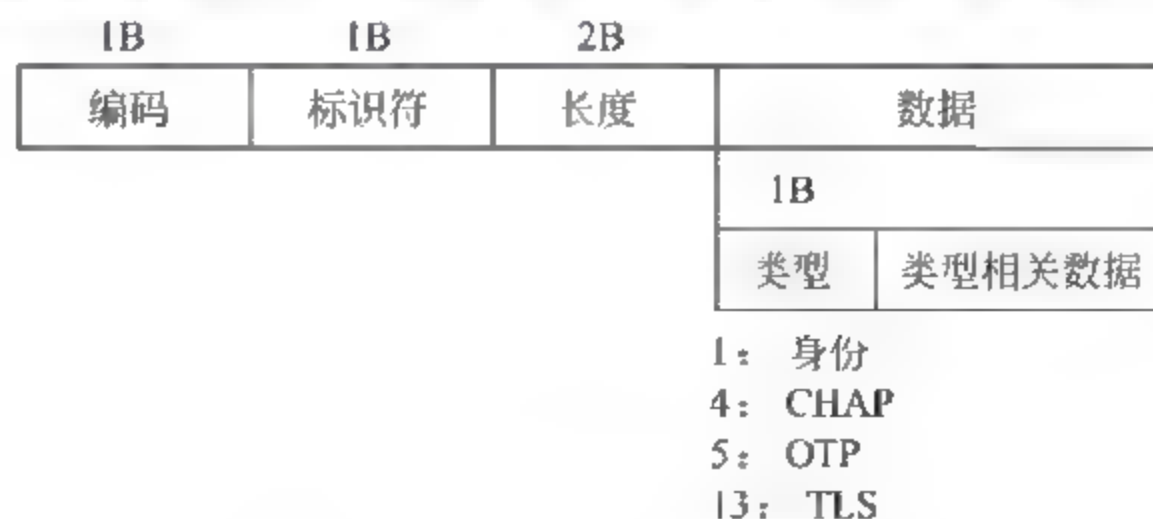 1B 1B 2B
编码 标识符 长度 数据
1B
类型 类型相关数据
1： 身份
4： CHAP
5： OTP
13： TLS